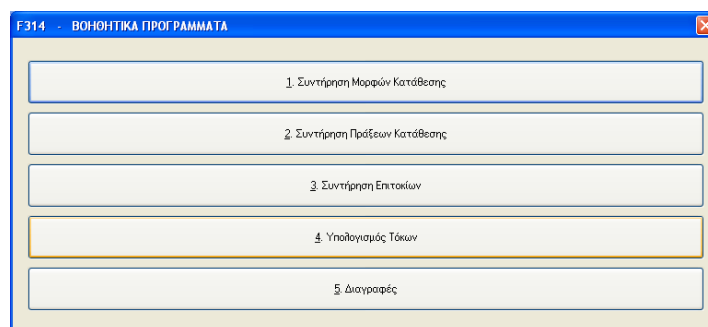 F314 - ΒΟΗΘΗΤΙΚΑ ΠΡΟΓΡΑΜΜΑΤΑ
1. Συντήρηση Μορφών Κατάθεσης
2. Συντήρηση Πράξεων Κατάθεσης
3. Συντήρηση Επιτοκίων
4. Υπολογισμός Τόκων
5. Διαγραφές